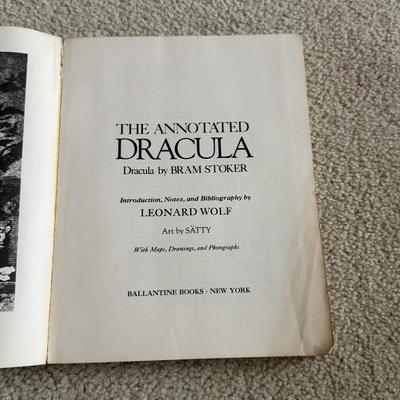 THE ANNOTATED
DRACULA
Dracula by BRAM STOKER
Introduction, Notes, and Bibliography by
LEONARD WOLF
Art by SÄTTY
With Maps, Drawings, and Photographs
BALLANTINE BOOKS · NEW YORK